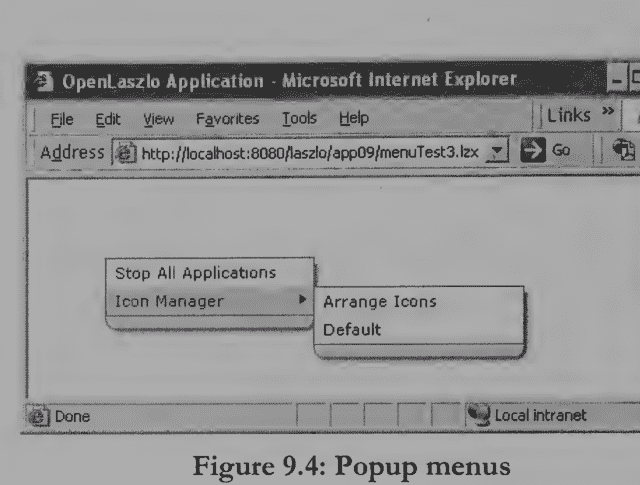 OpenLaszlo Application - Microsoft Internet Explorer
File Edit View Favorites Tools Help Links »
Address http://localhost:8080/laszlo/app09/menuTest3.lzx Go
Stop All Applications
Icon Manager
Arrange Icons
Default
Done Local intranet
Figure 9.4: Popup menus